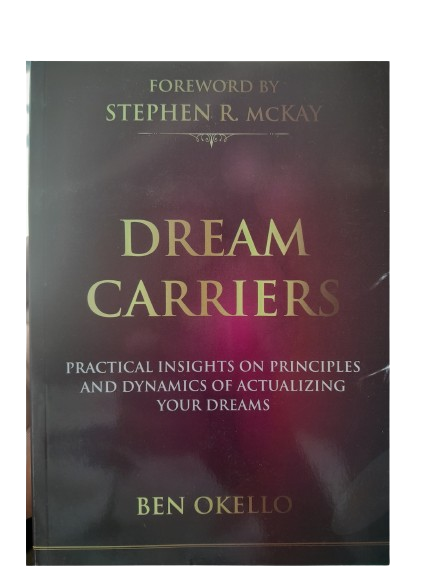 FOREWORD BY
STEPHEN R. MCKAY
DREAM
CARRIERS
PRACTICAL INSIGHTS ON PRINCIPLES
AND DYNAMICS OF ACTUALIZING
YOUR DREAMS
BEN OKELLO